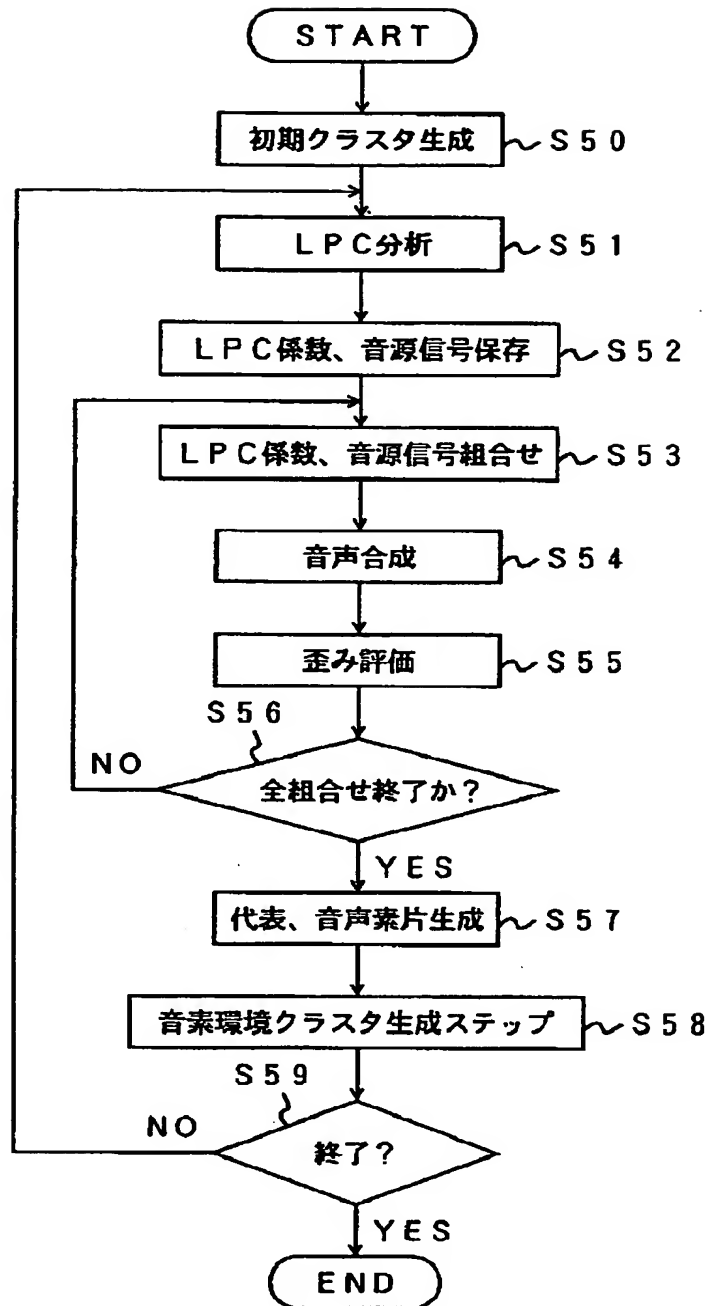 START
初期クラスタ生成 S50
LPC分析 S51
LPC係数、音源信号保存 S52
LPC係数、音源信号組合せ S53
音声合成 S54
歪み評価 S55
S56
NO
全組合せ終了か?
YES
代表、音声素片生成 S57
音素環境クラスタ生成ステップ S58
S59
NO
終了?
YES
END